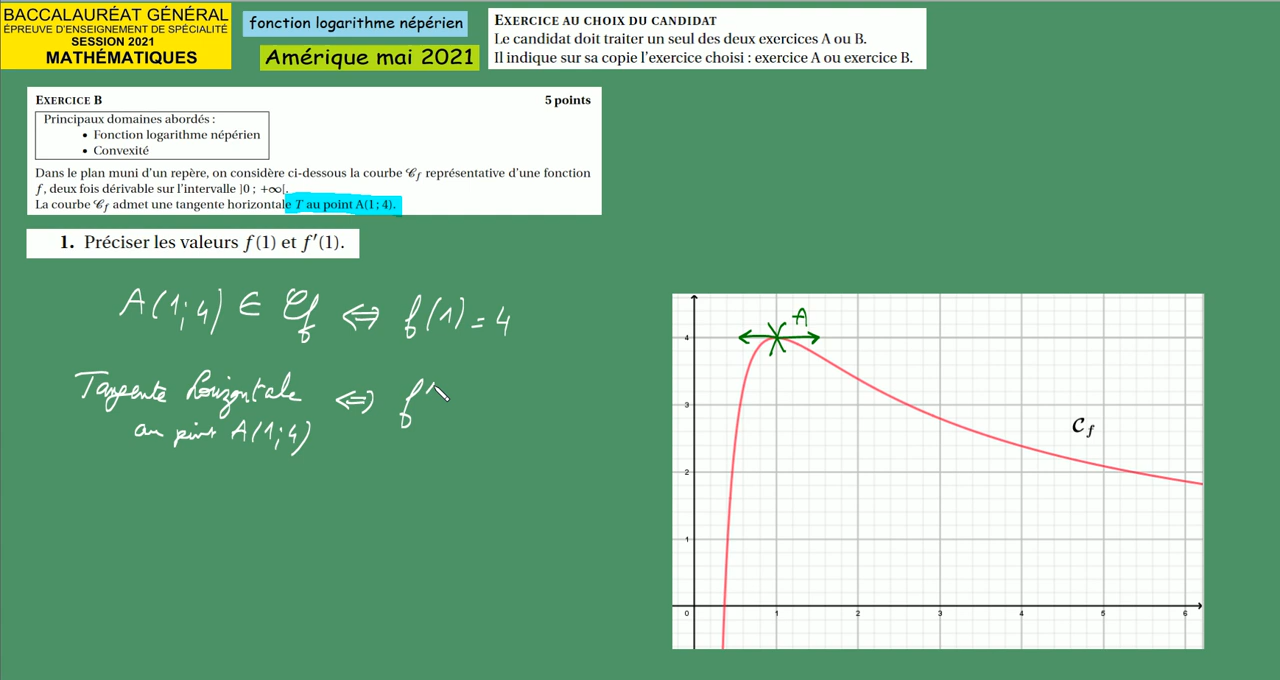 BACCALAURÉAT GÉNÉRAL
ÉPREUVE D'ENSEIGNEMENT DE SPÉCIALITÉ
SESSION 2021
MATHÉMATIQUES
fonction logarithme népérien
Amérique mai 2021
EXERCICE AU CHOIX DU CANDIDAT
Le candidat doit traiter un seul des deux exercices A ou B.
Il indique sur sa copie l'exercice choisi : exercice A ou exercice B.
EXERCICE B 5 points
Principaux domaines abordés :
• Fonction logarithme népérien
• Convexité
Dans le plan muni d'un repère, on considère ci-dessous la courbe 𝒞f représentative d'une fonction
f, deux fois dérivable sur l'intervalle ]0 ; +∞[.
La courbe 𝒞f admet une tangente horizontale T au point A(1 ; 4).
1. Préciser les valeurs f(1) et f′(1).
A(1;4) ∈ 𝒞f ⇔ f(1) = 4
Tangente horizontale ⇔ f'
au point A(1;4)
A
4
3
𝒞f
2
1
0 1 2 3 4 5 6